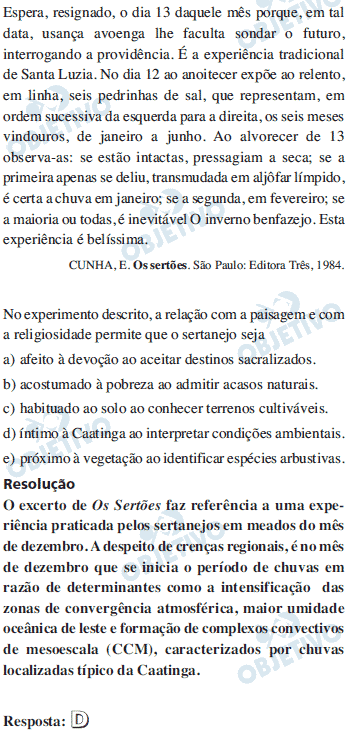 Espera, resignado, o dia 13 daquele mês porque, em tal
data, usança avoenga lhe faculta sondar o futuro,
interrogando a providência. É a experiência tradicional
de Santa Luzia. No dia 12 ao anoitecer expõe ao relento,
em linha, seis pedrinhas de sal, que representam, em
ordem sucessiva da esquerda para a direita, os seis meses
vindouros, de janeiro a junho. Ao alvorecer de 13
observa-as: se estão intactas, pressagiam a seca; se a
primeira apenas se deliu, transmudada em aljôfar límpido,
é certa a chuva em janeiro; se a segunda, em fevereiro; se
a maioria ou todas, é inevitável O inverno benfazejo. Esta
experiência é belíssima.
CUNHA, E. Os sertões. São Paulo: Editora Três, 1984.
No experimento descrito, a relação com a paisagem e com
a religiosidade permite que o sertanejo seja
a) afeito à devoção ao aceitar destinos sacralizados.
b) acostumado à pobreza ao admitir acasos naturais.
c) habituado ao solo ao conhecer terrenos cultiváveis.
d) íntimo à Caatinga ao interpretar condições ambientais.
e) próximo à vegetação ao identificar espécies arbustivas.
Resolução
O excerto de Os Sertões faz referência a uma expe-
riência praticada pelos sertanejos em meados do mês
de dezembro. A despeito de crenças regionais, é no mês
de dezembro que se inicia o período de chuvas em
razão de determinantes como a intensificação das
zonas de convergência atmosférica, maior umidade
oceânica de leste e formação de complexos convectivos
de mesoescala (CCM), caracterizados por chuvas
localizadas típico da Caatinga.
Resposta: D
OBJETIVO
OBJETIVO
OBJETIVO
OBJETIVO
OBJETIVO
OBJETIVO
OBJETIVO